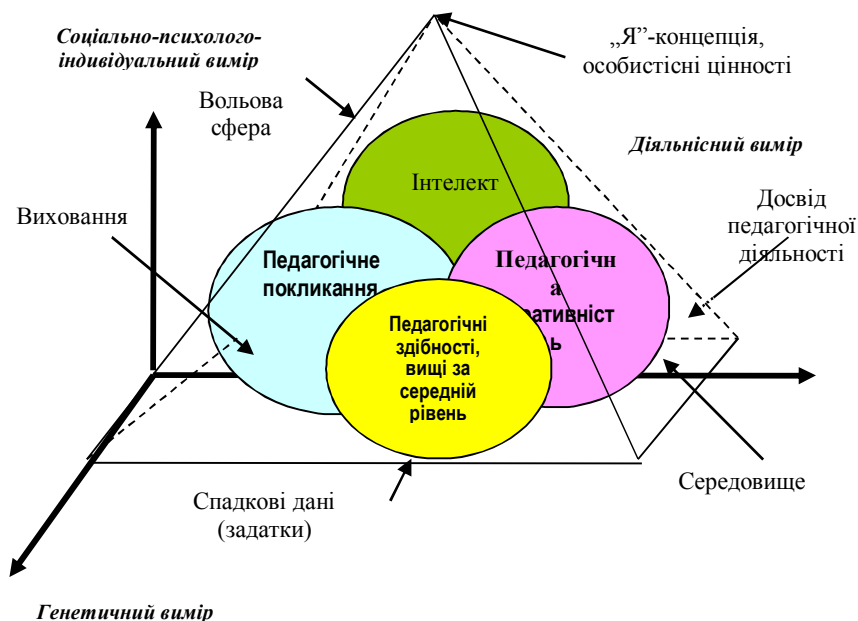 Соціально-психолого-
індивідуальний вимір
„Я”-концепція,
особистісні цінності
Вольова
сфера
Діяльнісний вимір
Інтелект
Виховання
Досвід
педагогічної
діяльності
Педагогічне
покликання
Педагогічн
а
ративніст
ь
Педагогічні
здібності,
вищі за
середній
рівень
Середовище
Спадкові дані
(задатки)
Генетичний вимір